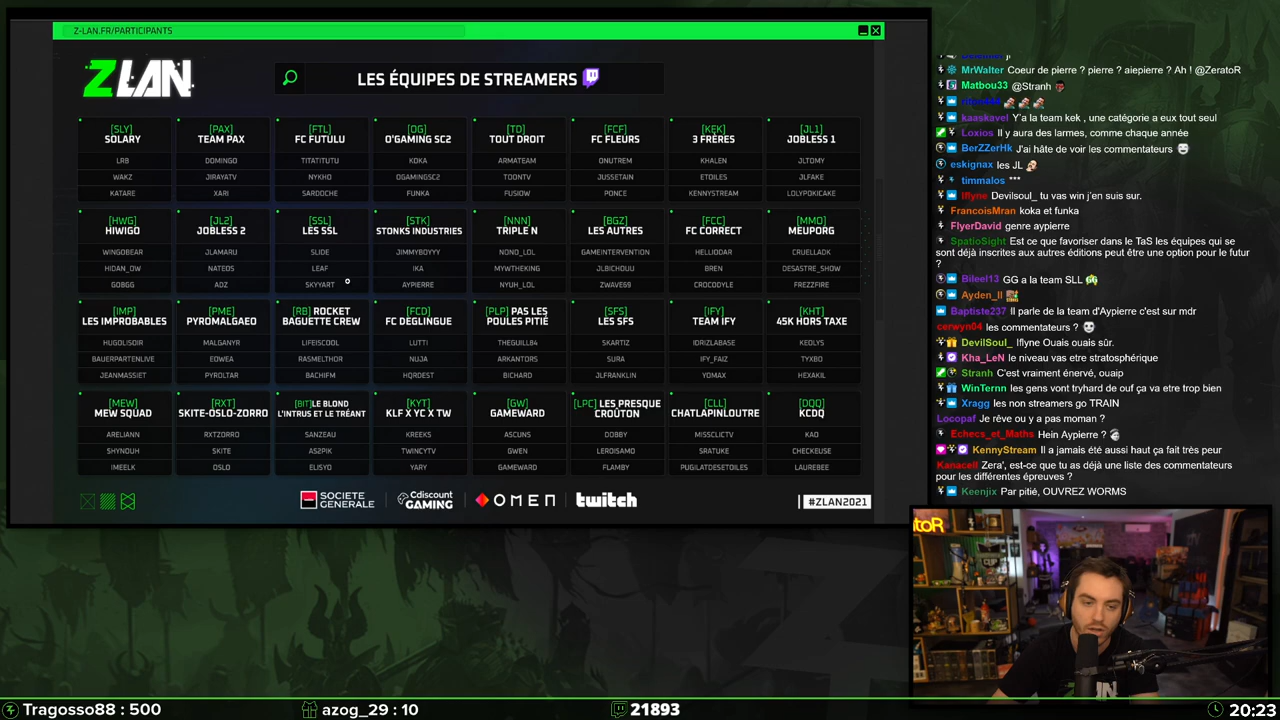 Z-LAN.FR/PARTICIPANTS
ZLAN
LES ÉQUIPES DE STREAMERS
[SLY]
SOLARY
LRB
WAKZ
KATARE
[PAX]
TEAM PAX
DOMINGO
JIRAYATV
XARI
[FTL]
FC FUTULU
TITATITUTU
NYKHO
SARDOCHE
[OG]
O'GAMING SC2
KOKA
OGAMINGSC2
FUNKA
[TD]
TOUT DROIT
ARMATEAM
TOONTV
FUSIOW
[FCF]
FC FLEURS
ONUTREM
JUSSETAIN
PONCE
[KEK]
3 FRÈRES
KHALEN
ETOILES
KENNYSTREAM
[JL1]
JOBLESS 1
JLTOMY
JLFAKE
LOLYPOKICAKE
[HWG]
HIWIGO
WINGOBEAR
HIDAN_OW
GOBGG
[JL2]
JOBLESS 2
JLAMARU
NATEOS
ADZ
[SSL]
LES SSL
SLIDE
LEAF
SKYYART
[STK]
STONKS INDUSTRIES
JIMMYBOYYY
IKA
AYPIERRE
[NNN]
TRIPLE N
NONO_LOL
MYWTHEKING
NYUH_LOL
[BGZ]
LES AUTRES
GAMEINTERVENTION
JLBICHOUU
ZWAVE69
[FCC]
FC CORRECT
HELLIODAR
BREN
CROCODYLE
[MMO]
MEUPORG
CRUELLADK
DESASTRE_SHOW
FREZZFIRE
[IMP]
LES IMPROBABLES
HUGOLISOIR
BAUERPARTENLIVE
JEANMASSIET
[PME]
PYROMALGAEO
MALGANYR
EOWEA
PYROLTAR
[RB] ROCKET
BAGUETTE CREW
LIFEISCOOL
RASMELTHOR
BACHIFM
[FCD]
FC DÉGLINGUE
LUTTI
NUJA
HQRDEST
[PLP] PAS LES
POULES PITIÉ
THEGUILL84
ARKANTORS
BICHARD
[SFS]
LES SFS
SKARTIZ
SURA
JLFRANKLIN
[IFY]
TEAM IFY
IDRIZLABASE
IFY_FAIZ
YOMAX
[KHT]
45K HORS TAXE
KEOLYS
TYXBO
HEXAKIL
[MEW]
MEW SQUAD
ARELIANN
SHYNOUH
IMEELK
[RXT]
SKITE-OSLO-ZORRO
RXTZORRO
SKITE
OSLO
[BIT]LE BLOND
L'INTRUS ET LE TRÉANT
SANZEAU
AS2PIK
ELISYO
[KYT]
KLF X YC X TW
KREEKS
TWINCYTV
YARY
[GW]
GAMEWARD
ASCUNS
GWEN
GAMEWARD
[LPC] LES PRESQUE
CROÛTON
DDBBY
LEROISAMO
FLAMBY
[CLL]
CHATLAPINLOUTRE
MISSCLICTV
SRATUKE
PUGILATDESETOILES
[DQQ]
KCDQ
KAO
CHECKEUSE
LAUREBEE
SOCIETE
GENERALE
Cdiscount
GAMING
OMEN
twitch
#ZLAN2021
MrWalter Coeur de pierre ? pierre ? aiepierre ? Ah ! @ZeratoR
Matbou33 @Stranh
kaaskavel Y'a la team kek , une catégorie a eux tout seul
Loxios Il y aura des larmes, comme chaque année
BerZZerHk J'ai hâte de voir les commentaires
eskignax les JL
timmalos ***
Iflyne Devilsoul_ tu vas win j'en suis sur.
FrancoisMran koka et funka
FlyerDavid genre aypierre
SpatioSight Est ce que favoriser dans le TaS les équipes qui se
sont déjà inscrites aux autres éditions peut être une option pour le futur
?
Bileel13 GG a la team SLL
Ayden_II
Baptiste237 Il parle de la team d'Aypierre c'est sur mdr
cerwyn04 les commentateurs ?
DevilSoul_ Iflyne Ouais ouais sûr.
Kha_LeN le niveau vas etre stratosphérique
Stranh C'est vraiment énervé, ouaip
WinTernn les gens vont tryhard de ouf ça va etre trop bien
Xragg les non streamers go TRAIN
Locopaf Je rêve ou y a pas moman ?
Echecs_et_Maths Hein Aypierre ?
KennyStream Il a jamais été aussi haut ça fait très peur
Kanacell Zera', est-ce que tu as déjà une liste des commentateurs
pour les différentes épreuves ?
Keenjix Par pitié, OUVREZ WORMS
atoR
Tragosso88 : 500
azog_29 : 10
21893
20:23